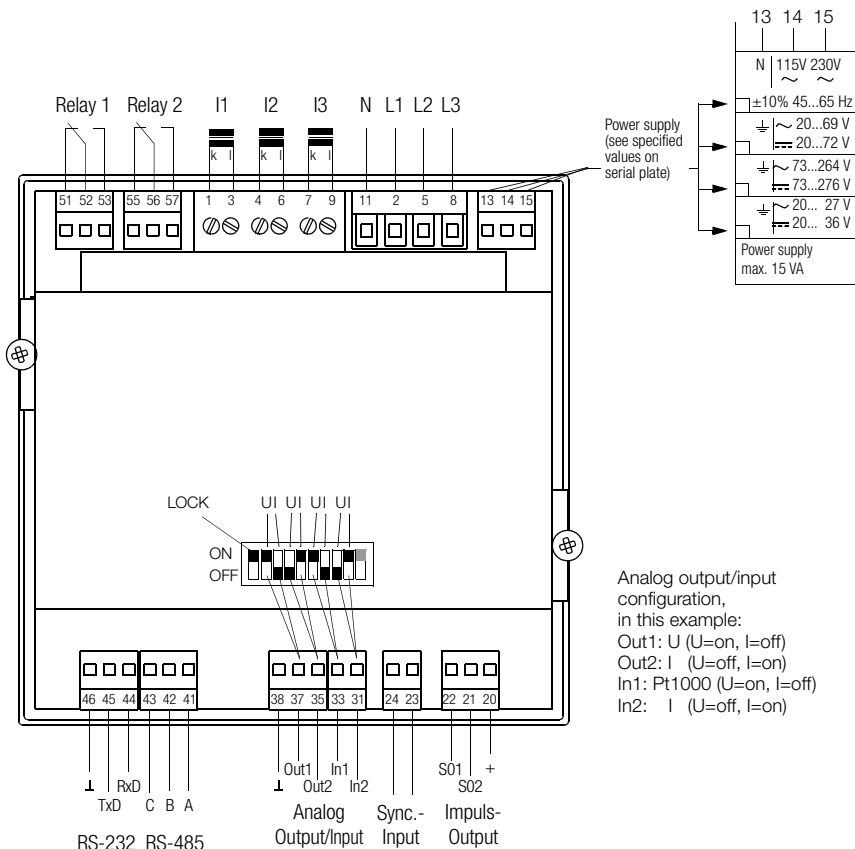 13 14 15
N 115V 230V
~ ~
±10% 45...65 Hz
~ 20...69 V
20...72 V
~ 73...264 V
73...276 V
~ 20... 27 V
20... 36 V
Power supply
max. 15 VA
Power supply
(see specified
values on
serial plate)
Relay 1 Relay 2 I1 I2 I3 N L1 L2 L3
k l k l k l
51 52 53 55 56 57 1 3 4 6 7 9 11 2 5 8 13 14 15
LOCK UI UI UI UI
ON
OFF
Analog output/input
configuration,
in this example:
Out1: U (U=on, I=off)
Out2: I (U=off, I=on)
In1: Pt1000 (U=on, I=off)
In2: I (U=off, I=on)
46 45 44 43 42 41 38 37 35 33 31 24 23 22 21 20
Out1 In1 S01 +
RxD Out2 In2 S02
TxD C B A
RS-232 RS-485
Analog
Output/Input
Sync.-
Input
Impuls-
Output